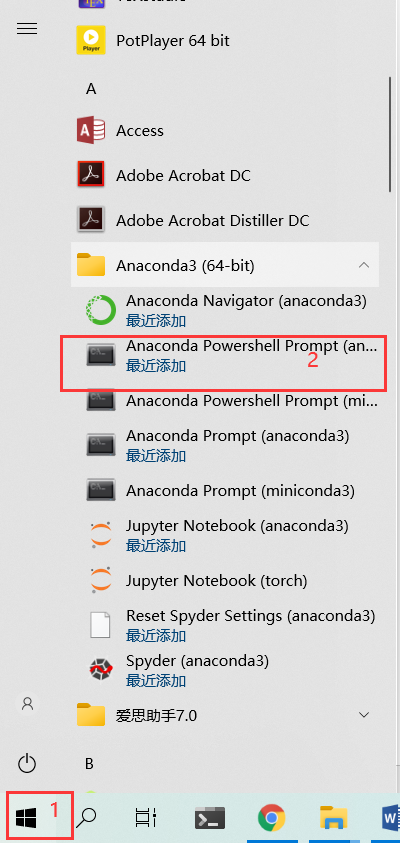 PotPlayer 64 bit
A
Access
Adobe Acrobat DC
Adobe Acrobat Distiller DC
Anaconda3 (64-bit)
Anaconda Navigator (anaconda3)
最近添加
Anaconda Powershell Prompt (an...
最近添加
2
Anaconda Powershell Prompt (mi...
Anaconda Prompt (anaconda3)
最近添加
Anaconda Prompt (miniconda3)
Jupyter Notebook (anaconda3)
最近添加
Jupyter Notebook (torch)
Reset Spyder Settings (anaconda3)
最近添加
Spyder (anaconda3)
最近添加
爱思助手7.0
B
1